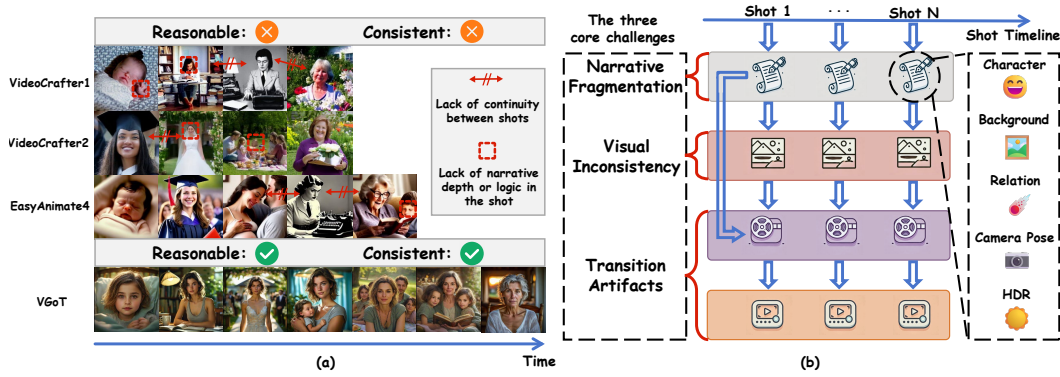 Reasonable: Consistent:
VideoCrafter1
VideoCrafter2
EasyAnimate4
Lack of continuity
between shots
Lack of narrative
depth or logic in
the shot
Reasonable: Consistent:
VGoT
Time
(a)
The three
core challenges
Shot 1 ... Shot N
Shot Timeline
Narrative
Fragmentation
Visual
Inconsistency
Transition
Artifacts
Character
Background
Relation
Camera Pose
HDR
(b)